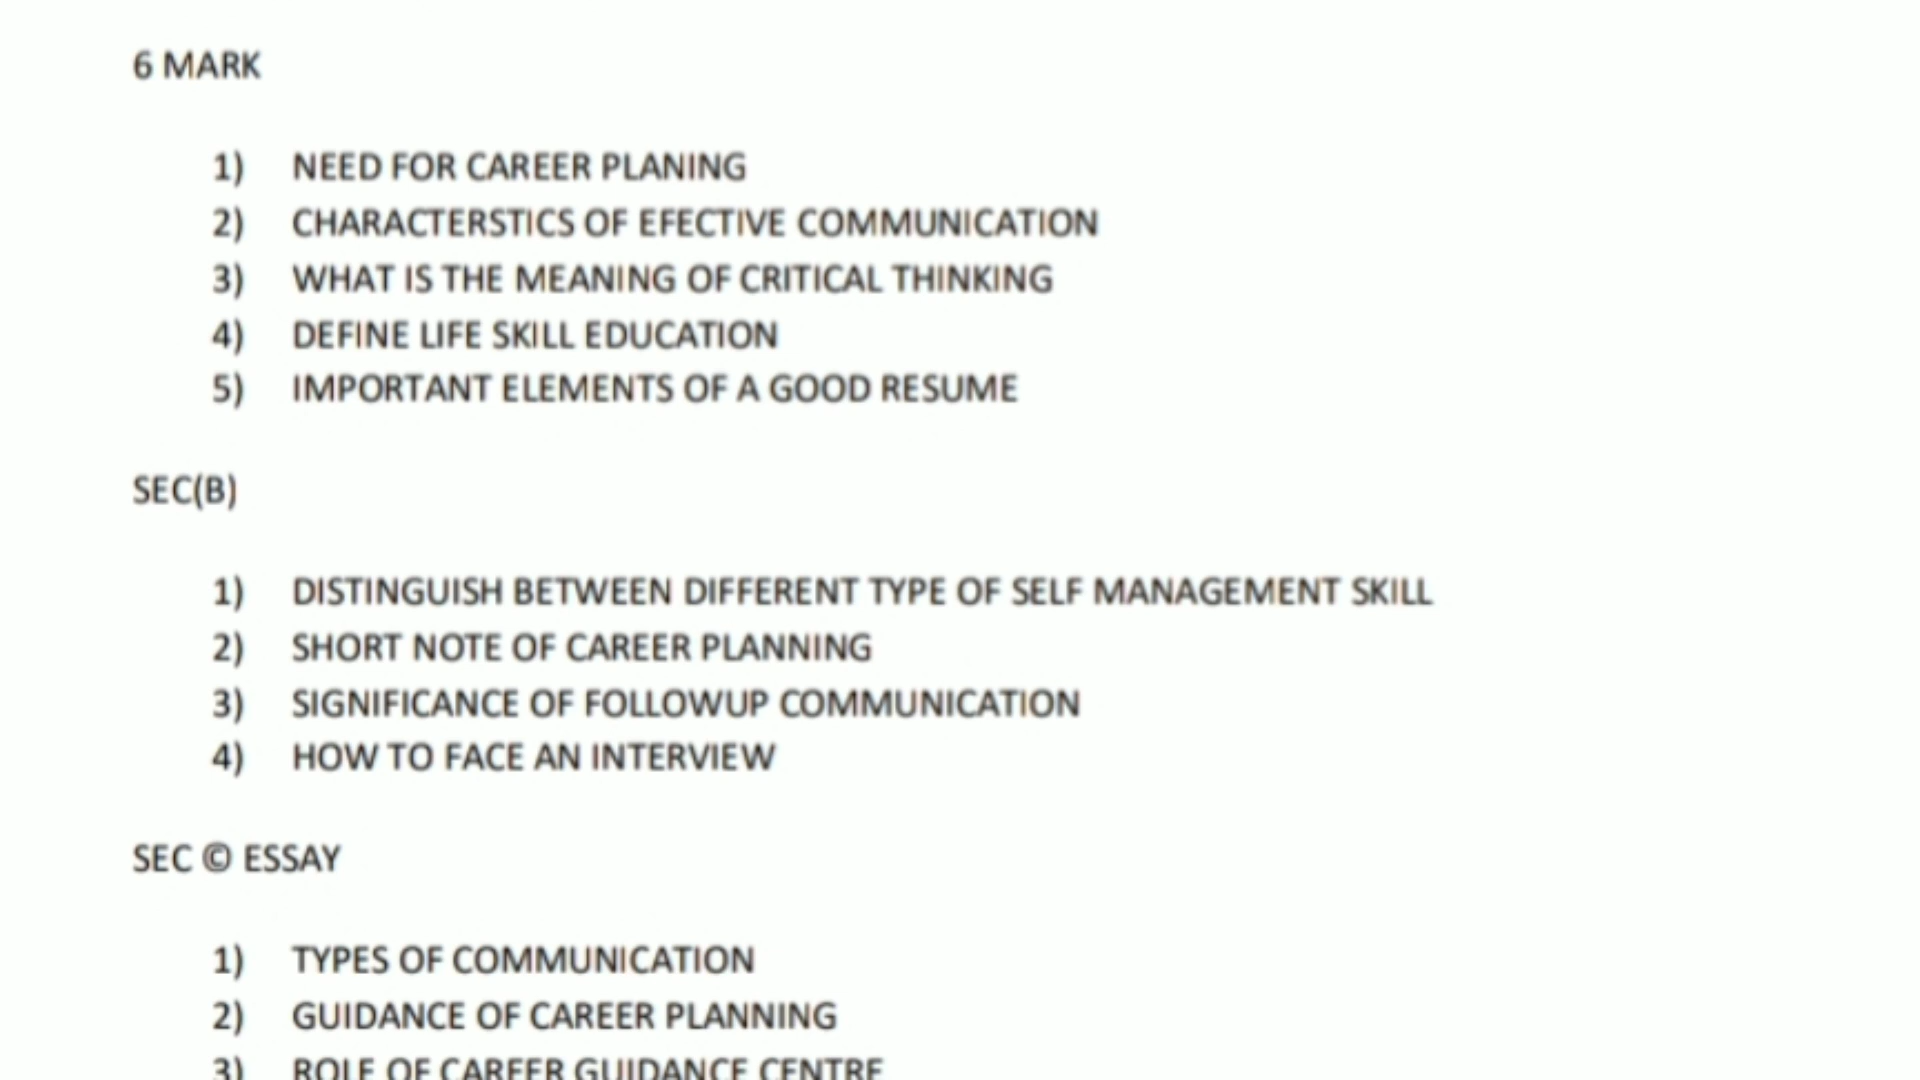 6 MARK
1) NEED FOR CAREER PLANING
2) CHARACTERSTICS OF EFECTIVE COMMUNICATION
3) WHAT IS THE MEANING OF CRITICAL THINKING
4) DEFINE LIFE SKILL EDUCATION
5) IMPORTANT ELEMENTS OF A GOOD RESUME
SEC(B)
1) DISTINGUISH BETWEEN DIFFERENT TYPE OF SELF MANAGEMENT SKILL
2) SHORT NOTE OF CAREER PLANNING
3) SIGNIFICANCE OF FOLLOWUP COMMUNICATION
4) HOW TO FACE AN INTERVIEW
SEC © ESSAY
1) TYPES OF COMMUNICATION
2) GUIDANCE OF CAREER PLANNING
3) ROLE OF CAREER GUIDANCE CENTRE